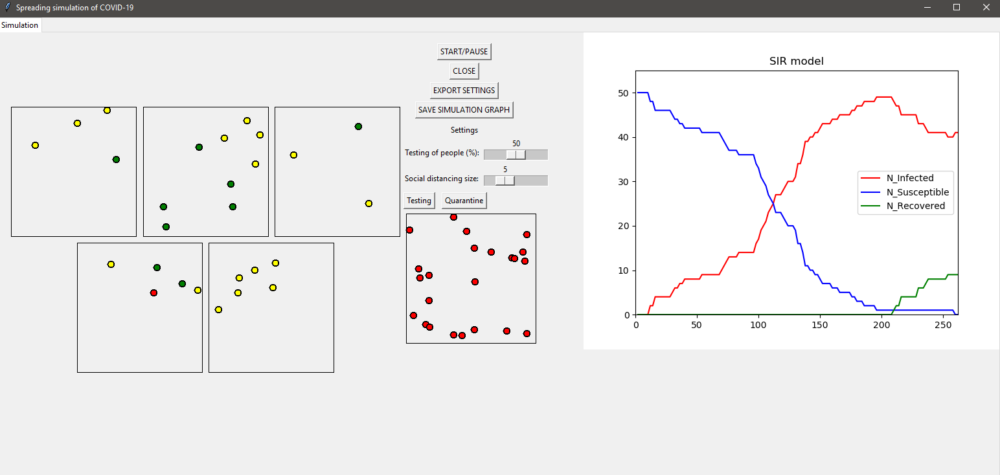 Spreading simulation of COVID-19
Simulation
START/PAUSE
CLOSE
EXPORT SETTINGS
SAVE SIMULATION GRAPH
Settings
50
Testing of people (%):
5
Social distancing size:
Testing Quarantine
SIR model
50
40
30
20
10
0
N_Infected
N_Susceptible
N_Recovered
0 50 100 150 200 250